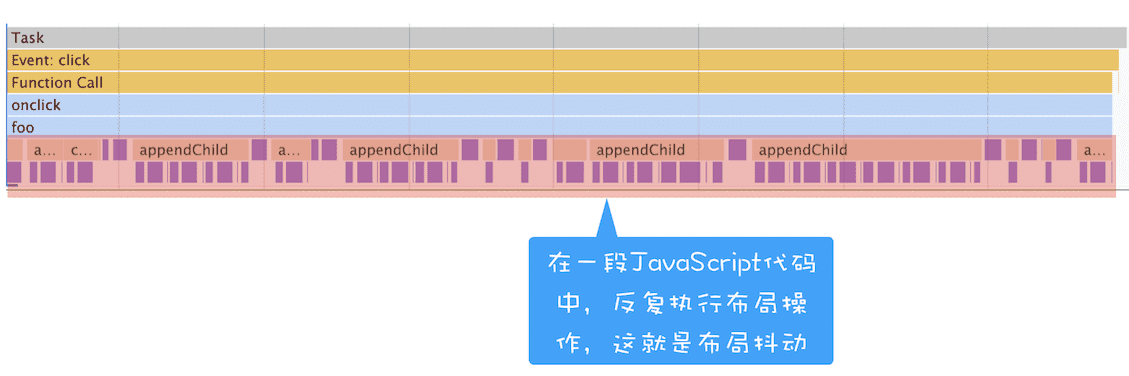 Task
Event: click
Function Call
onclick
foo
a... c... appendChild a... appendChild appendChild appendChild a...
在一段JavaScript代码
中，反复执行布局操
作，这就是布局抖动